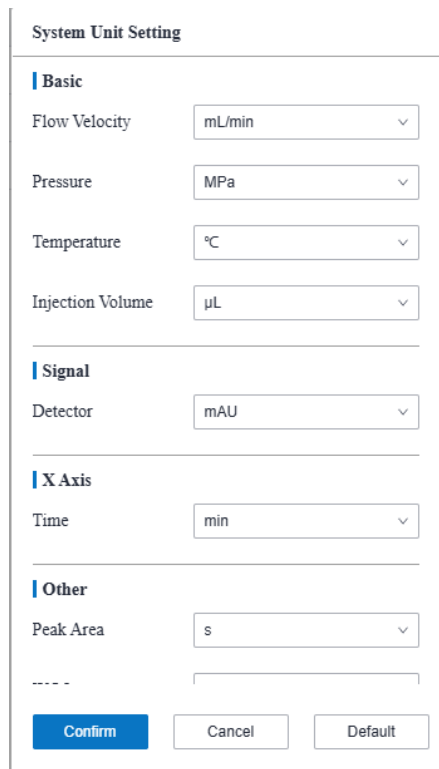 System Unit Setting
Basic
Flow Velocity mL/min
Pressure MPa
Temperature ℃
Injection Volume μL
Signal
Detector mAU
X Axis
Time min
Other
Peak Area s
Confirm Cancel Default